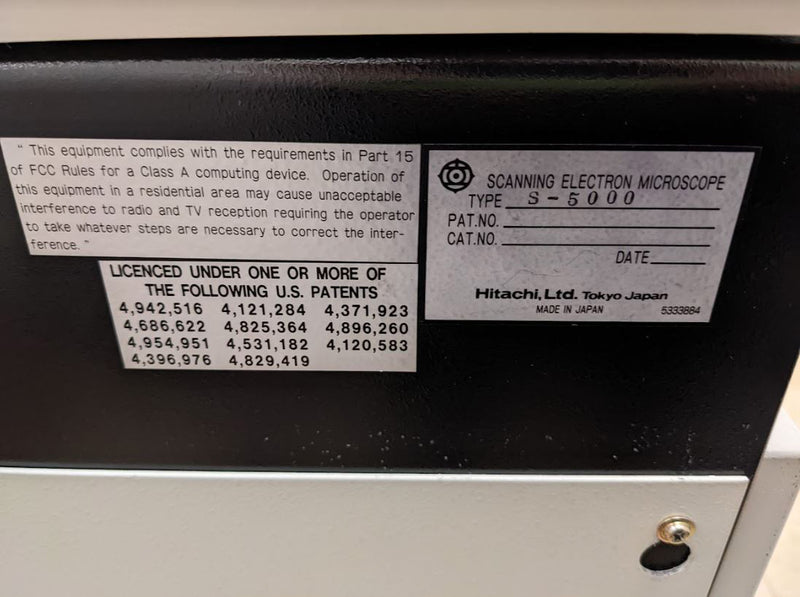 “ This equipment complies with the requirements in Part 15
of FCC Rules for a Class A computing device. Operation of
this equipment in a residential area may cause unacceptable
interference to radio and TV reception requiring the operator
to take whatever steps are necessary to correct the inter-
ference. ”
LICENCED UNDER ONE OR MORE OF
THE FOLLOWING U.S. PATENTS
4,942,516 4,121,284 4,371,923
4,686,622 4,825,364 4,896,260
4,954,951 4,531,182 4,120,583
4,396,976 4,829,419
SCANNING ELECTRON MICROSCOPE
TYPE S-5000
PAT.NO.
CAT.NO.
DATE
Hitachi, Ltd. Tokyo Japan
MADE IN JAPAN 5333884